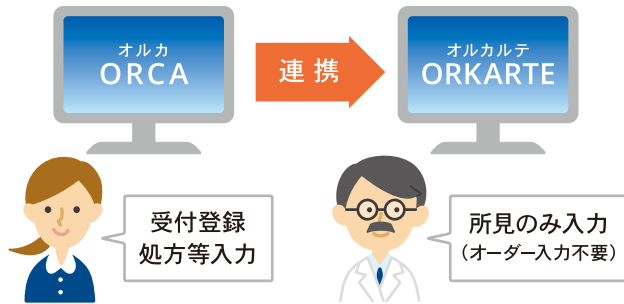 オルカ
ORCA
連携
オルカルテ
ORKARTE
受付登録
処方等入力
所見のみ入力
（オーダー入力不要）